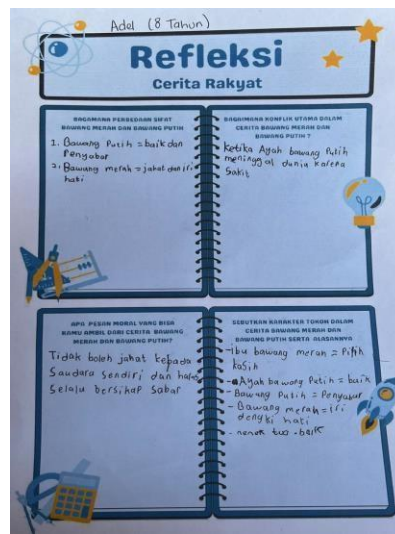 Adel (8 Tahun)
Refleksi
Cerita Rakyat
BAGAIMANA PERBEDAAN SIFAT
BAWANG MERAH DAN BAWANG PUTIH
1. Bawang Putih = baik dan
Penyabar
2. Bawang merah = jahat dan iri
hati
BAGAIMANA KONFLIK UTAMA DALAM
CERITA BAWANG MERAH DAN
BAWANG PUTIH ?
Ketika Ayah bawang Putih
meninggal dunia karena
Sakit
APA PESAN MORAL YANG BISA
KAMU AMBIL DARI CERITA BAWANG
MERAH DAN BAWANG PUTIH?
Tidak boleh jahat kepada
Saudara Sendiri dan harus
Selalu bersikap Sabar
SEBUTKAN KARAKTER TOKOH DALAM
CERITA BAWANG MERAH DAN
BAWANG PUTIH SERTA ALASANNYA
- Ibu bawang merah = Pilih
kasih
- Ayah bawang Putih = baik
- Bawang Putih = Penyabar
- Bawang merah = iri
dengki hati
- nenek tua - baik